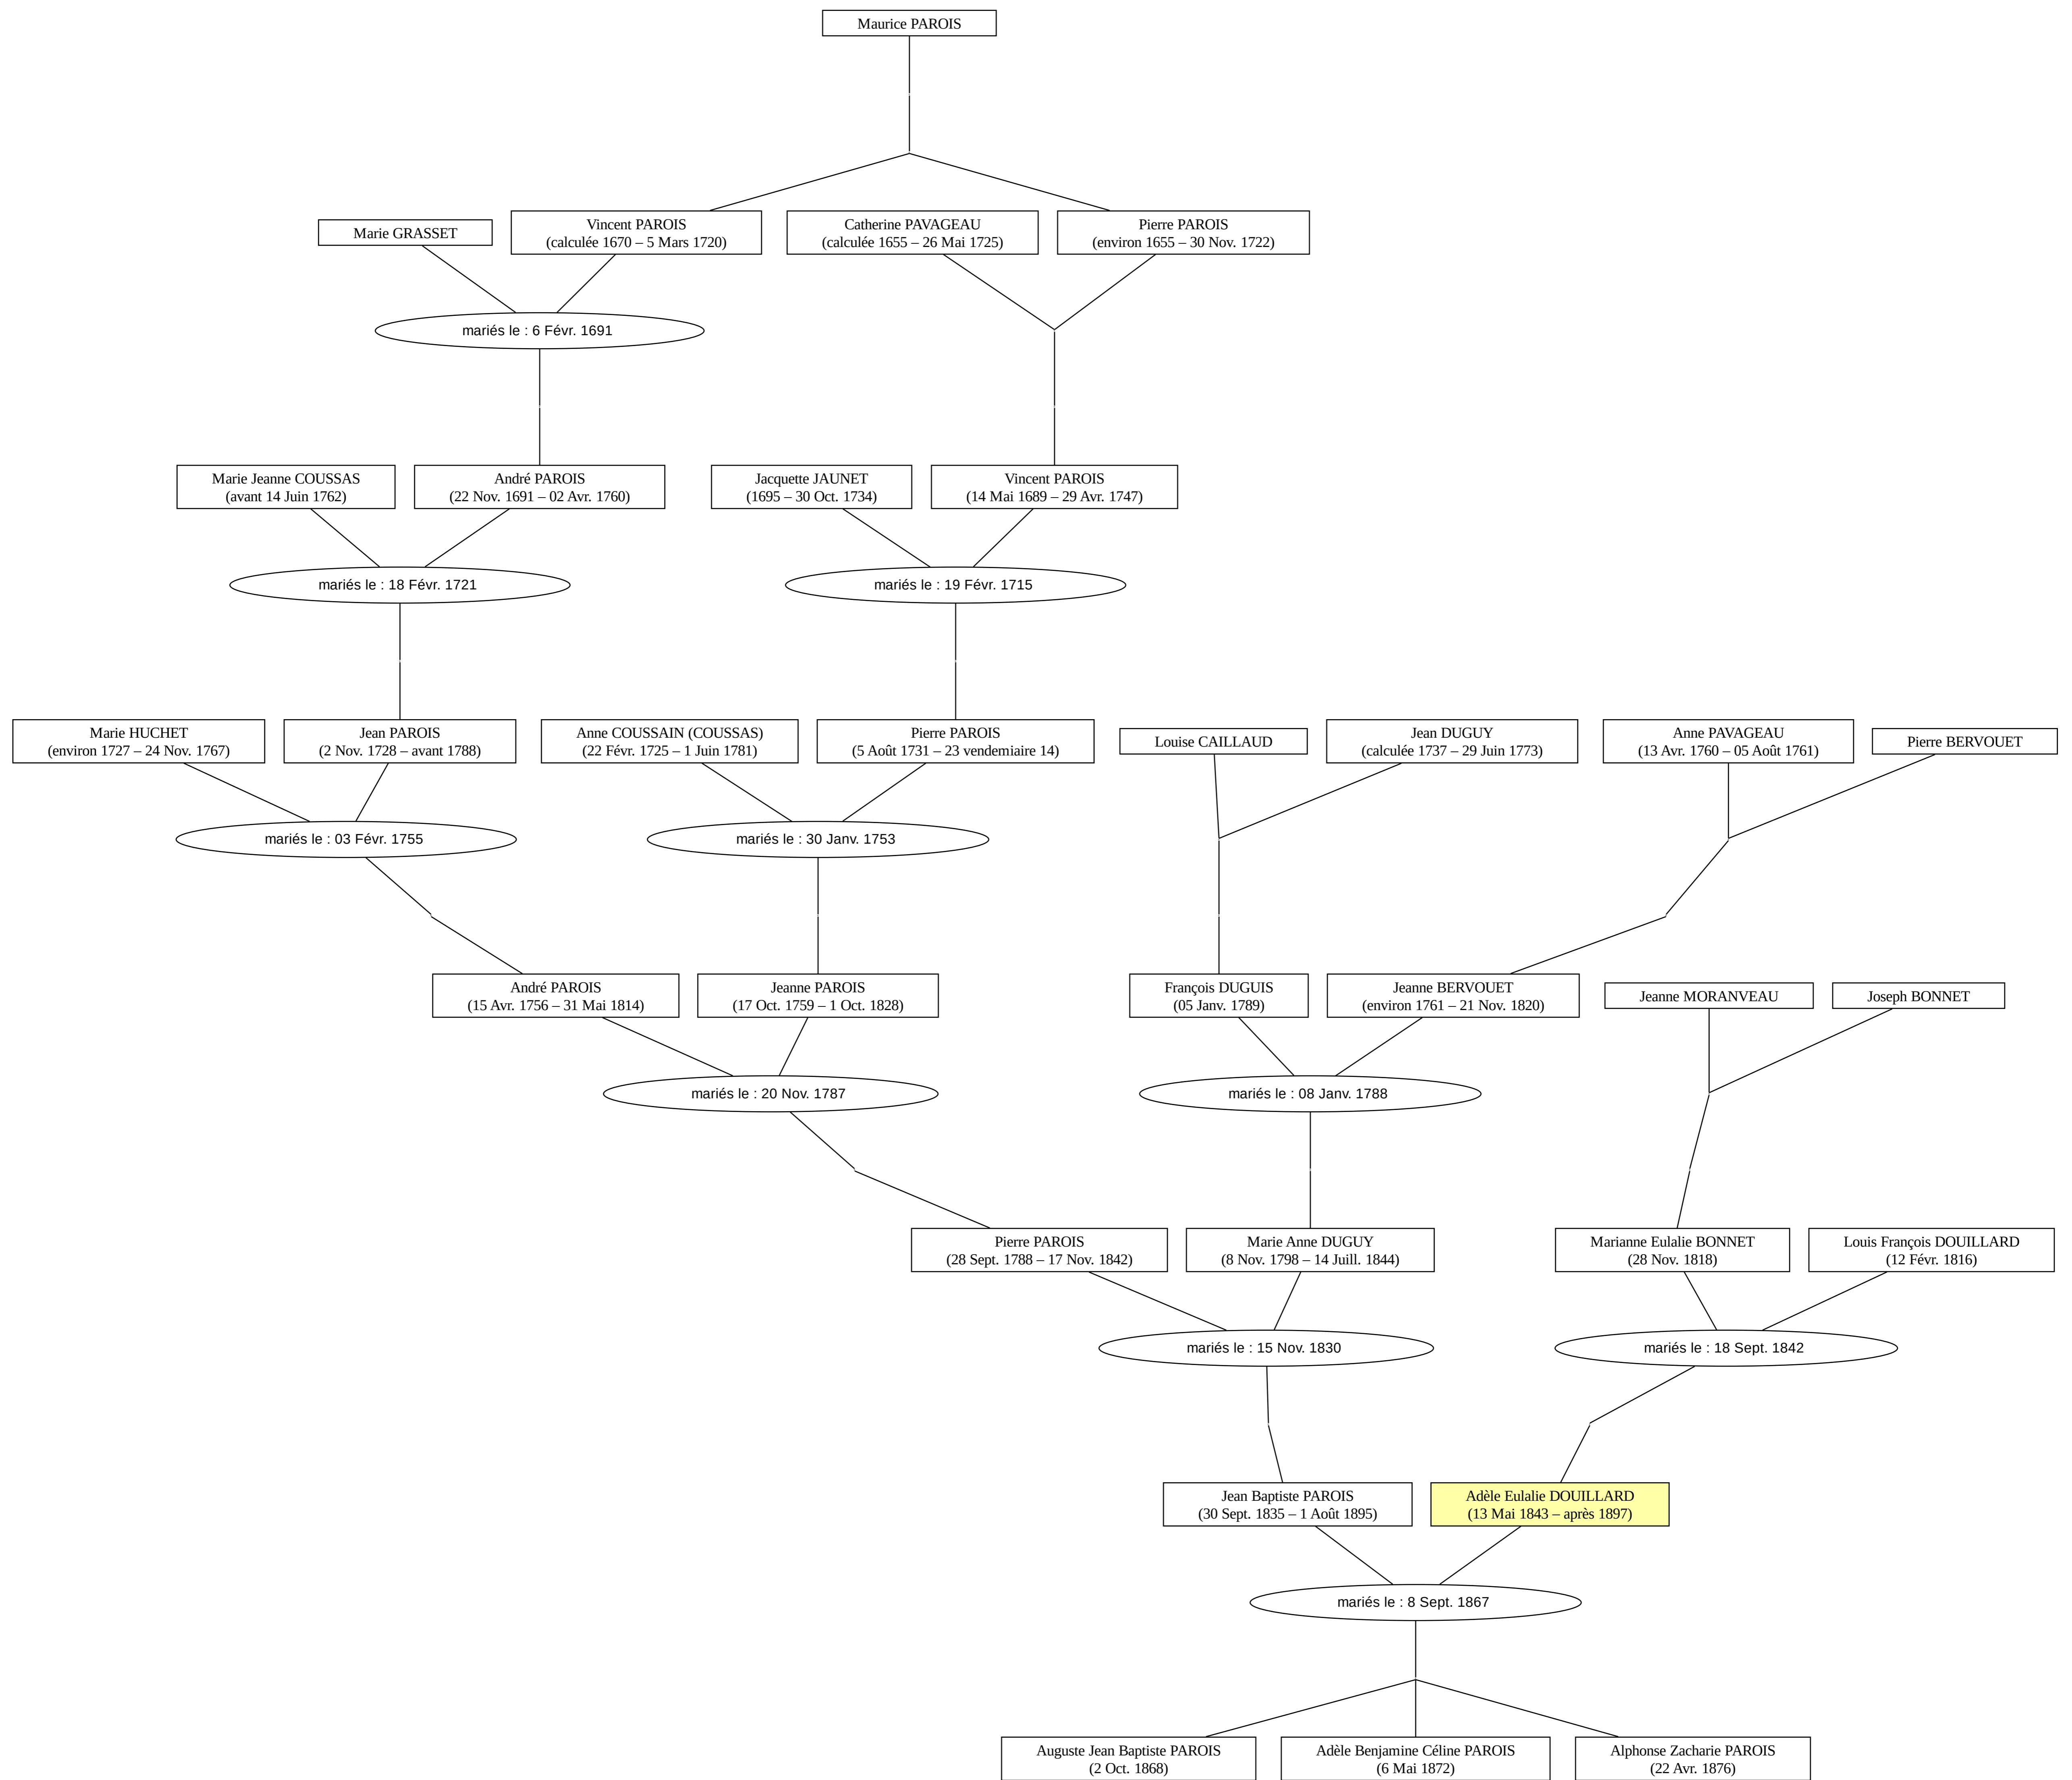 Maurice PAROIS
Marie GRASSET
Vincent PAROIS
(calculée 1670 – 5 Mars 1720)
Catherine PAVAGEAU
(calculée 1655 – 26 Mai 1725)
Pierre PAROIS
(environ 1655 – 30 Nov. 1722)
mariés le : 6 Févr. 1691
Marie Jeanne COUSSAS
(avant 14 Juin 1762)
André PAROIS
(22 Nov. 1691 – 02 Avr. 1760)
Jacquette JAUNET
(1695 – 30 Oct. 1734)
Vincent PAROIS
(14 Mai 1689 – 29 Avr. 1747)
mariés le : 18 Févr. 1721
mariés le : 19 Févr. 1715
Marie HUCHET
(environ 1727 – 24 Nov. 1767)
Jean PAROIS
(2 Nov. 1728 – avant 1788)
Anne COUSSAIN (COUSSAS)
(22 Févr. 1725 – 1 Juin 1781)
Pierre PAROIS
(5 Août 1731 – 23 vendemiaire 14)
Louise CAILLAUD
Jean DUGUY
(calculée 1737 – 29 Juin 1773)
Anne PAVAGEAU
(13 Avr. 1760 – 05 Août 1761)
Pierre BERVOUET
mariés le : 03 Févr. 1755
mariés le : 30 Janv. 1753
André PAROIS
(15 Avr. 1756 – 31 Mai 1814)
Jeanne PAROIS
(17 Oct. 1759 – 1 Oct. 1828)
François DUGUIS
(05 Janv. 1789)
Jeanne BERVOUET
(environ 1761 – 21 Nov. 1820)
Jeanne MORANVEAU
Joseph BONNET
mariés le : 20 Nov. 1787
mariés le : 08 Janv. 1788
Pierre PAROIS
(28 Sept. 1788 – 17 Nov. 1842)
Marie Anne DUGUY
(8 Nov. 1798 – 14 Juill. 1844)
Marianne Eulalie BONNET
(28 Nov. 1818)
Louis François DOUILLARD
(12 Févr. 1816)
mariés le : 15 Nov. 1830
mariés le : 18 Sept. 1842
Jean Baptiste PAROIS
(30 Sept. 1835 – 1 Août 1895)
Adèle Eulalie DOUILLARD
(13 Mai 1843 – après 1897)
mariés le : 8 Sept. 1867
Auguste Jean Baptiste PAROIS
(2 Oct. 1868)
Adèle Benjamine Céline PAROIS
(6 Mai 1872)
Alphonse Zacharie PAROIS
(22 Avr. 1876)